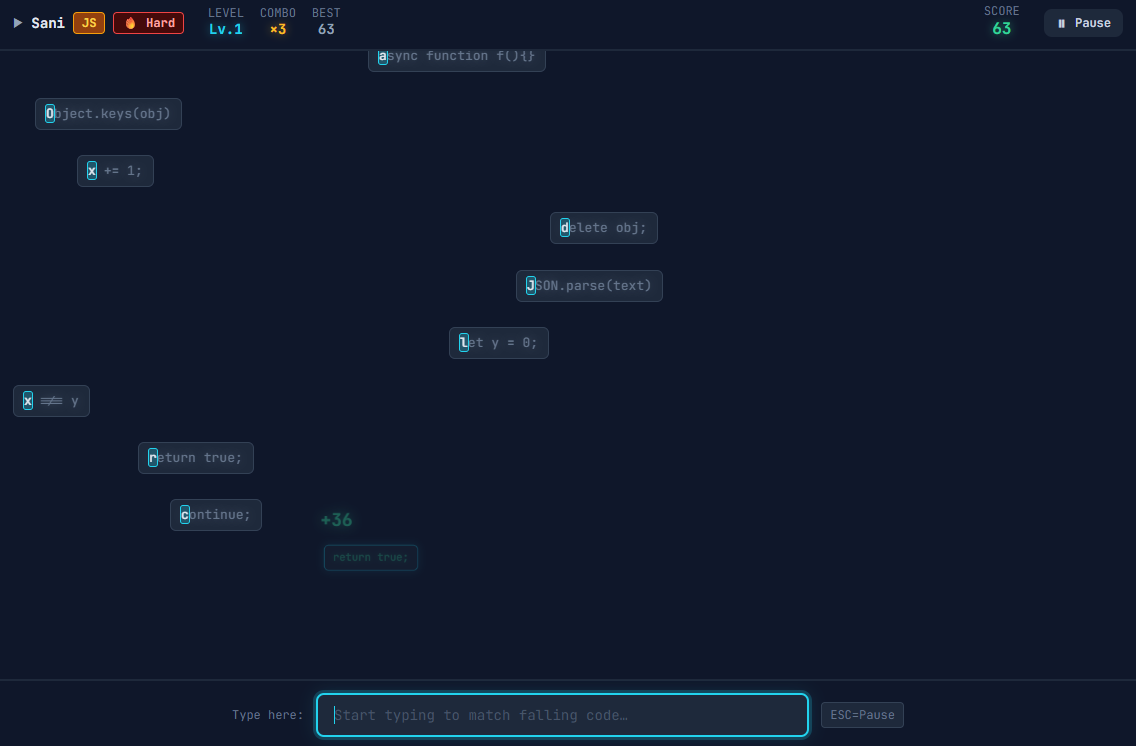 Sani JS 🔥 Hard
LEVEL COMBO BEST SCORE
Lv.1 ×3 63 63
Pause
async function f(){}
Object.keys(obj)
x += 1;
delete obj;
JSON.parse(text)
let y = 0;
x !== y
return true;
continue;
+36
return true;
Type here: Start typing to match falling code… ESC=Pause